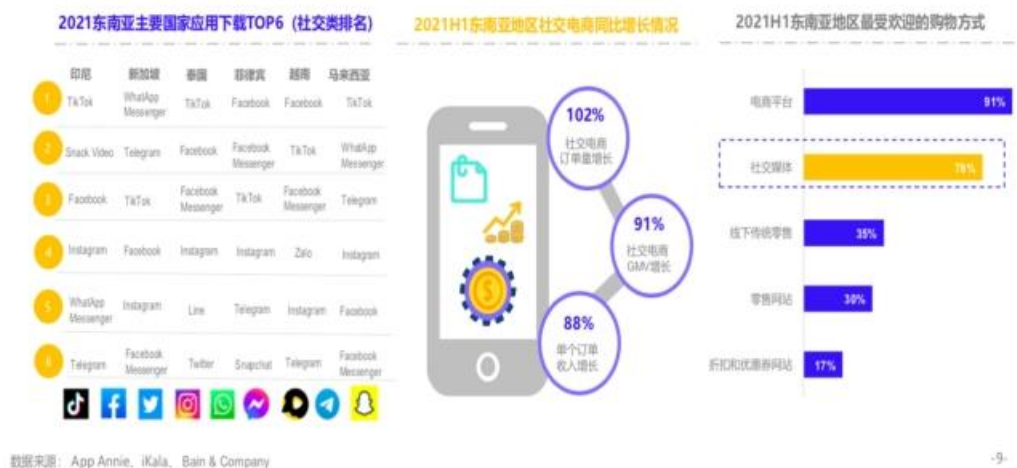 2021东南亚主要国家应用下载TOP6（社交类排名）
印尼 新加坡 泰国 菲律宾 越南 马来西亚
1 TikTok WhatApp Messenger TikTok Facebook Facebook TikTok
2 Snack Video Telegram Facebook Facebook Messenger TikTok WhatApp Messenger
3 Facebook TikTok Facebook Messenger TikTok Facebook Messenger Telegram
4 Instagram Facebook Instagram Instagram Zalo Instagram
5 WhatApp Messenger Instagram Line Telegram Instagram Facebook
6 Telegram Facebook Messenger Twitter Snapchat Telegram Facebook Messenger
2021H1东南亚地区社交电商同比增长情况
102%
社交电商
订单量增长
91%
社交电商
GMV增长
88%
单个订单
收入增长
2021H1东南亚地区最受欢迎的购物方式
电商平台 91%
社交媒体 78%
线下传统零售 35%
零售网站 30%
折扣和优惠券网站 17%
数据来源： App Annie、iKala、 Bain & Company
-9-